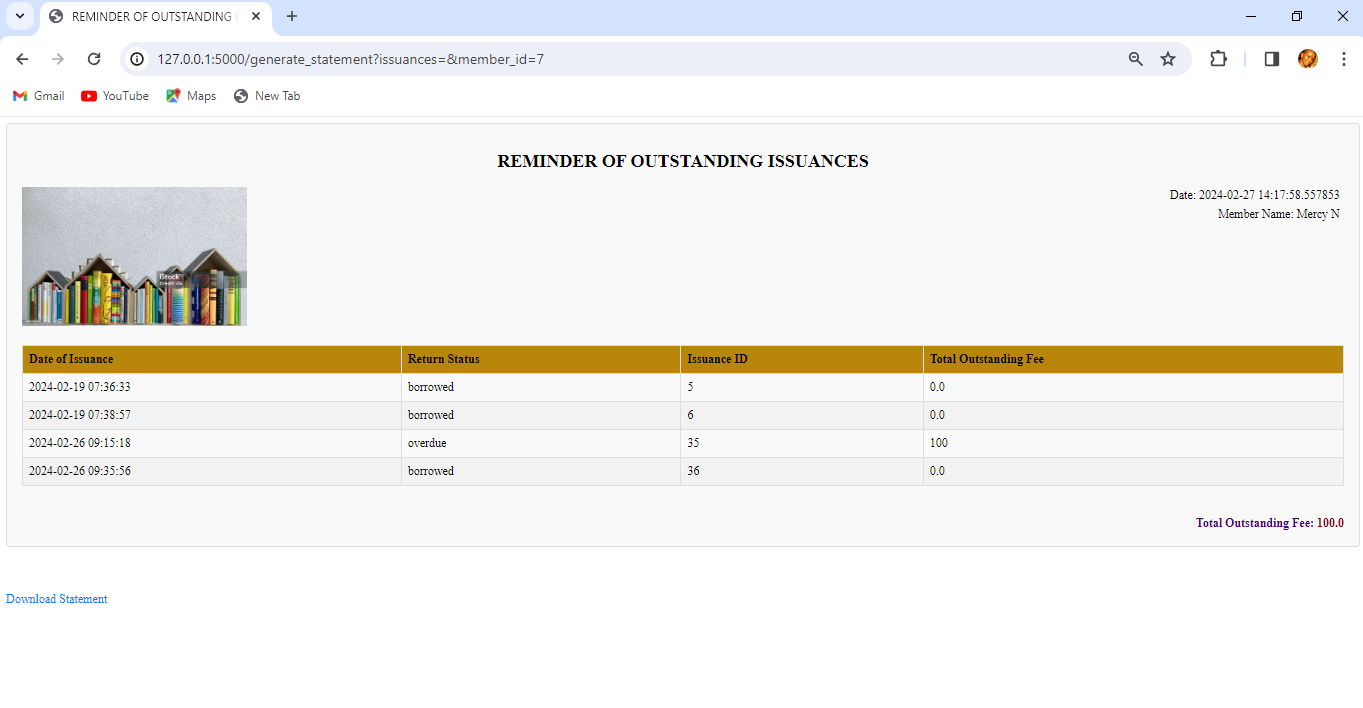 REMINDER OF OUTSTANDING
127.0.0.1:5000/generate_statement?issuances=&member_id=7
Gmail YouTube Maps New Tab
REMINDER OF OUTSTANDING ISSUANCES
Date: 2024-02-27 14:17:58.557853
Member Name: Mercy N
iStock
Date of Issuance Return Status Issuance ID Total Outstanding Fee
2024-02-19 07:36:33 borrowed 5 0.0
2024-02-19 07:38:57 borrowed 6 0.0
2024-02-26 09:15:18 overdue 35 100
2024-02-26 09:35:56 borrowed 36 0.0
Total Outstanding Fee: 100.0
Download Statement